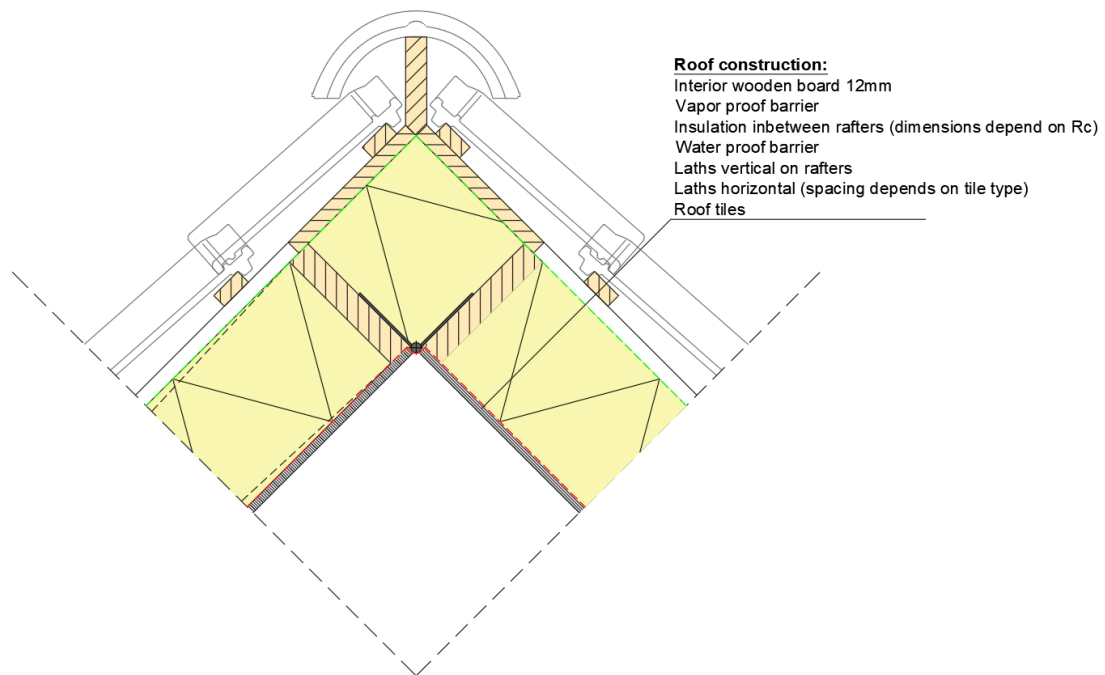 Roof construction:
Interior wooden board 12mm
Vapor proof barrier
Insulation inbetween rafters (dimensions depend on Rc)
Water proof barrier
Laths vertical on rafters
Laths horizontal (spacing depends on tile type)
Roof tiles